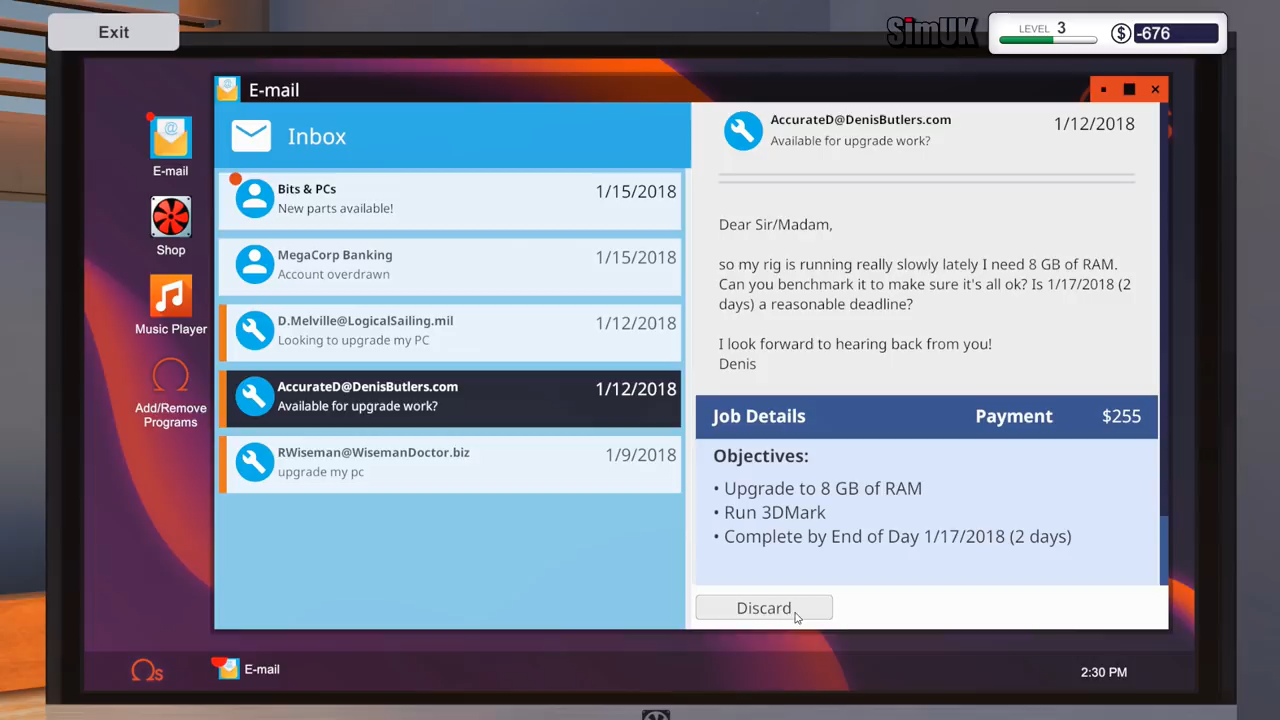 Exit
SimUK
LEVEL 3
$ -676
E-mail
Inbox
Bits & PCs
1/15/2018
New parts available!
MegaCorp Banking
1/15/2018
Account overdrawn
D.Melville@LogicalSailing.mil
1/12/2018
Looking to upgrade my PC
AccurateD@DenisButlers.com
1/12/2018
Available for upgrade work?
RWiseman@WisemanDoctor.biz
1/9/2018
upgrade my pc
E-mail
Shop
Music Player
Add/Remove
Programs
AccurateD@DenisButlers.com
1/12/2018
Available for upgrade work?
Dear Sir/Madam,
so my rig is running really slowly lately I need 8 GB of RAM.
Can you benchmark it to make sure it's all ok? Is 1/17/2018 (2
days) a reasonable deadline?
I look forward to hearing back from you!
Denis
Job Details Payment $255
Objectives:
• Upgrade to 8 GB of RAM
• Run 3DMark
• Complete by End of Day 1/17/2018 (2 days)
Discard
Ωs
E-mail
2:30 PM